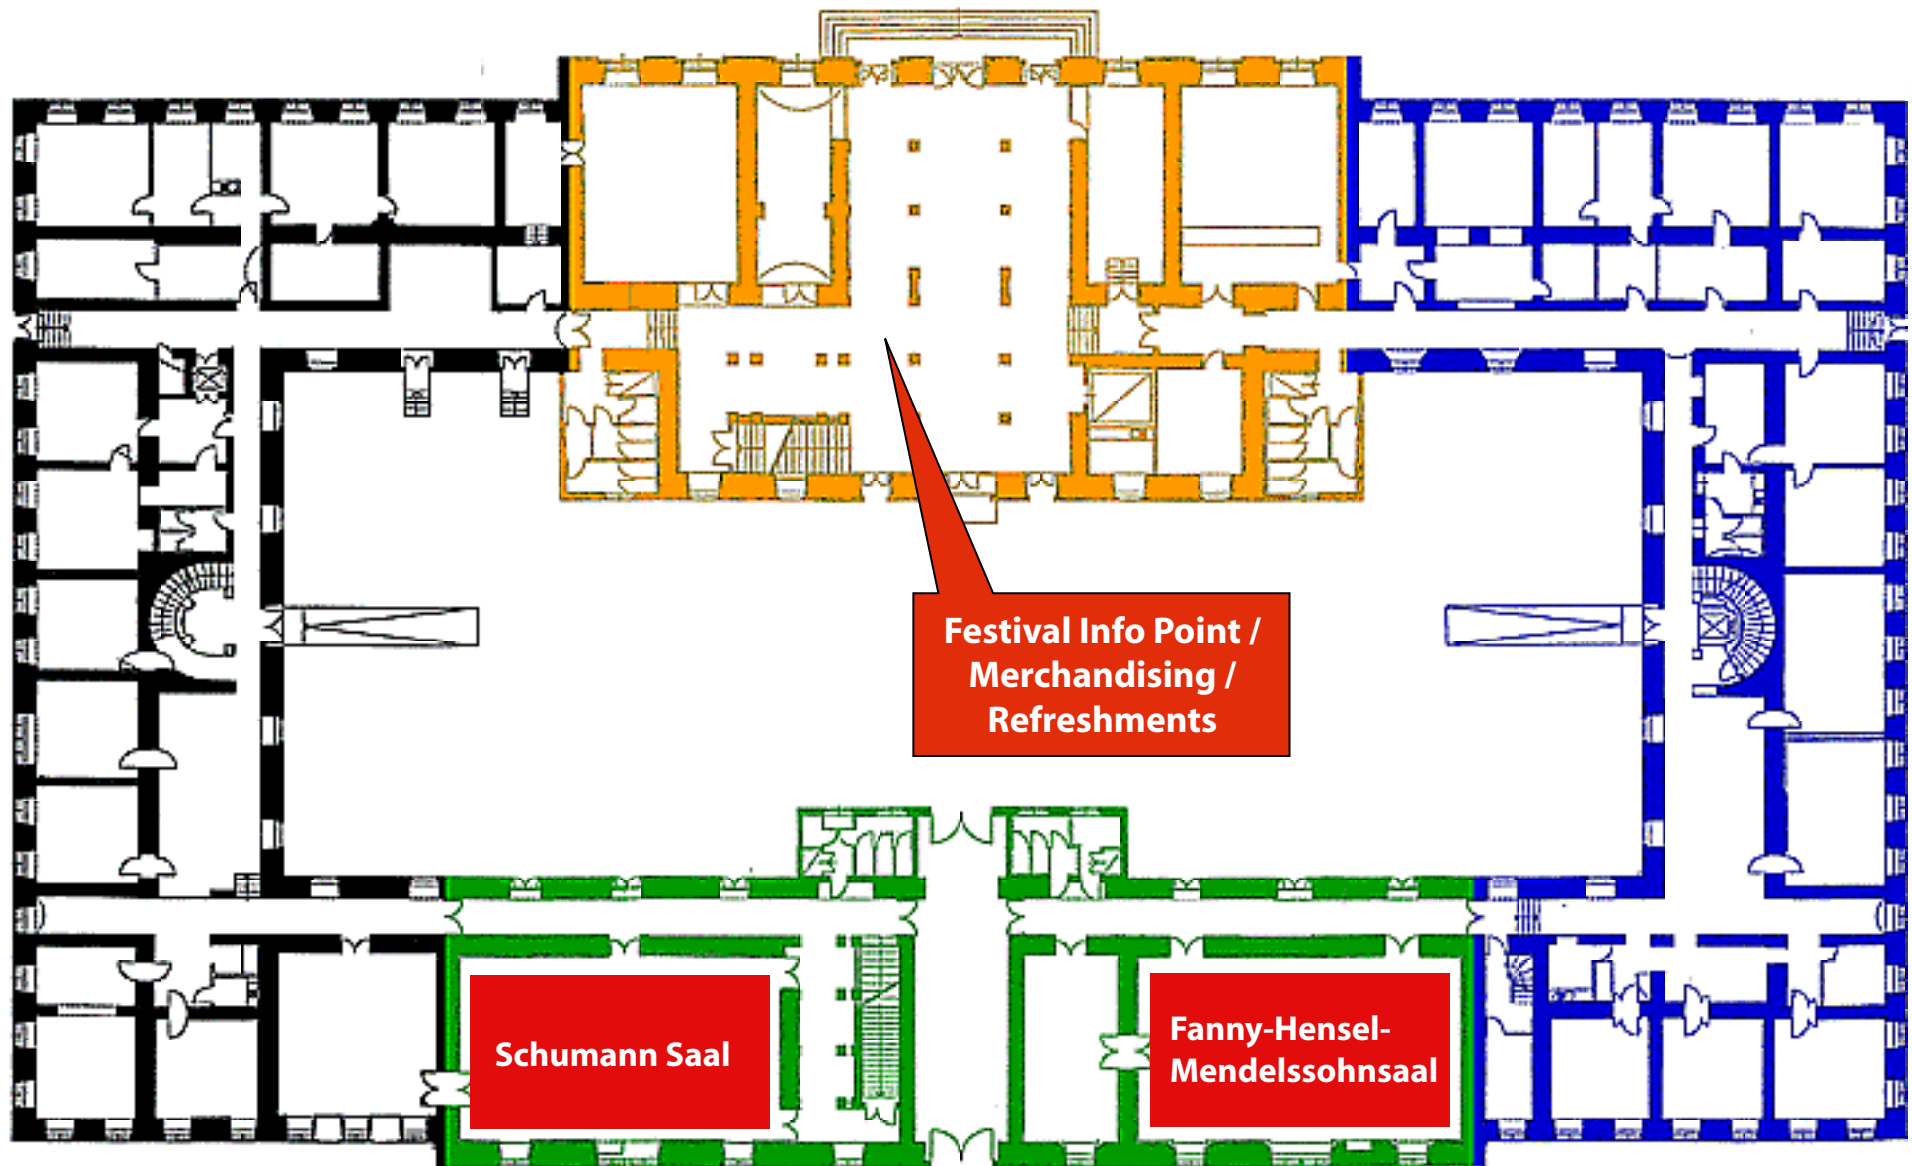 Festival Info Point /
Merchandising /
Refreshments
Schumann Saal
Fanny-Hensel-
Mendelssohnsaal